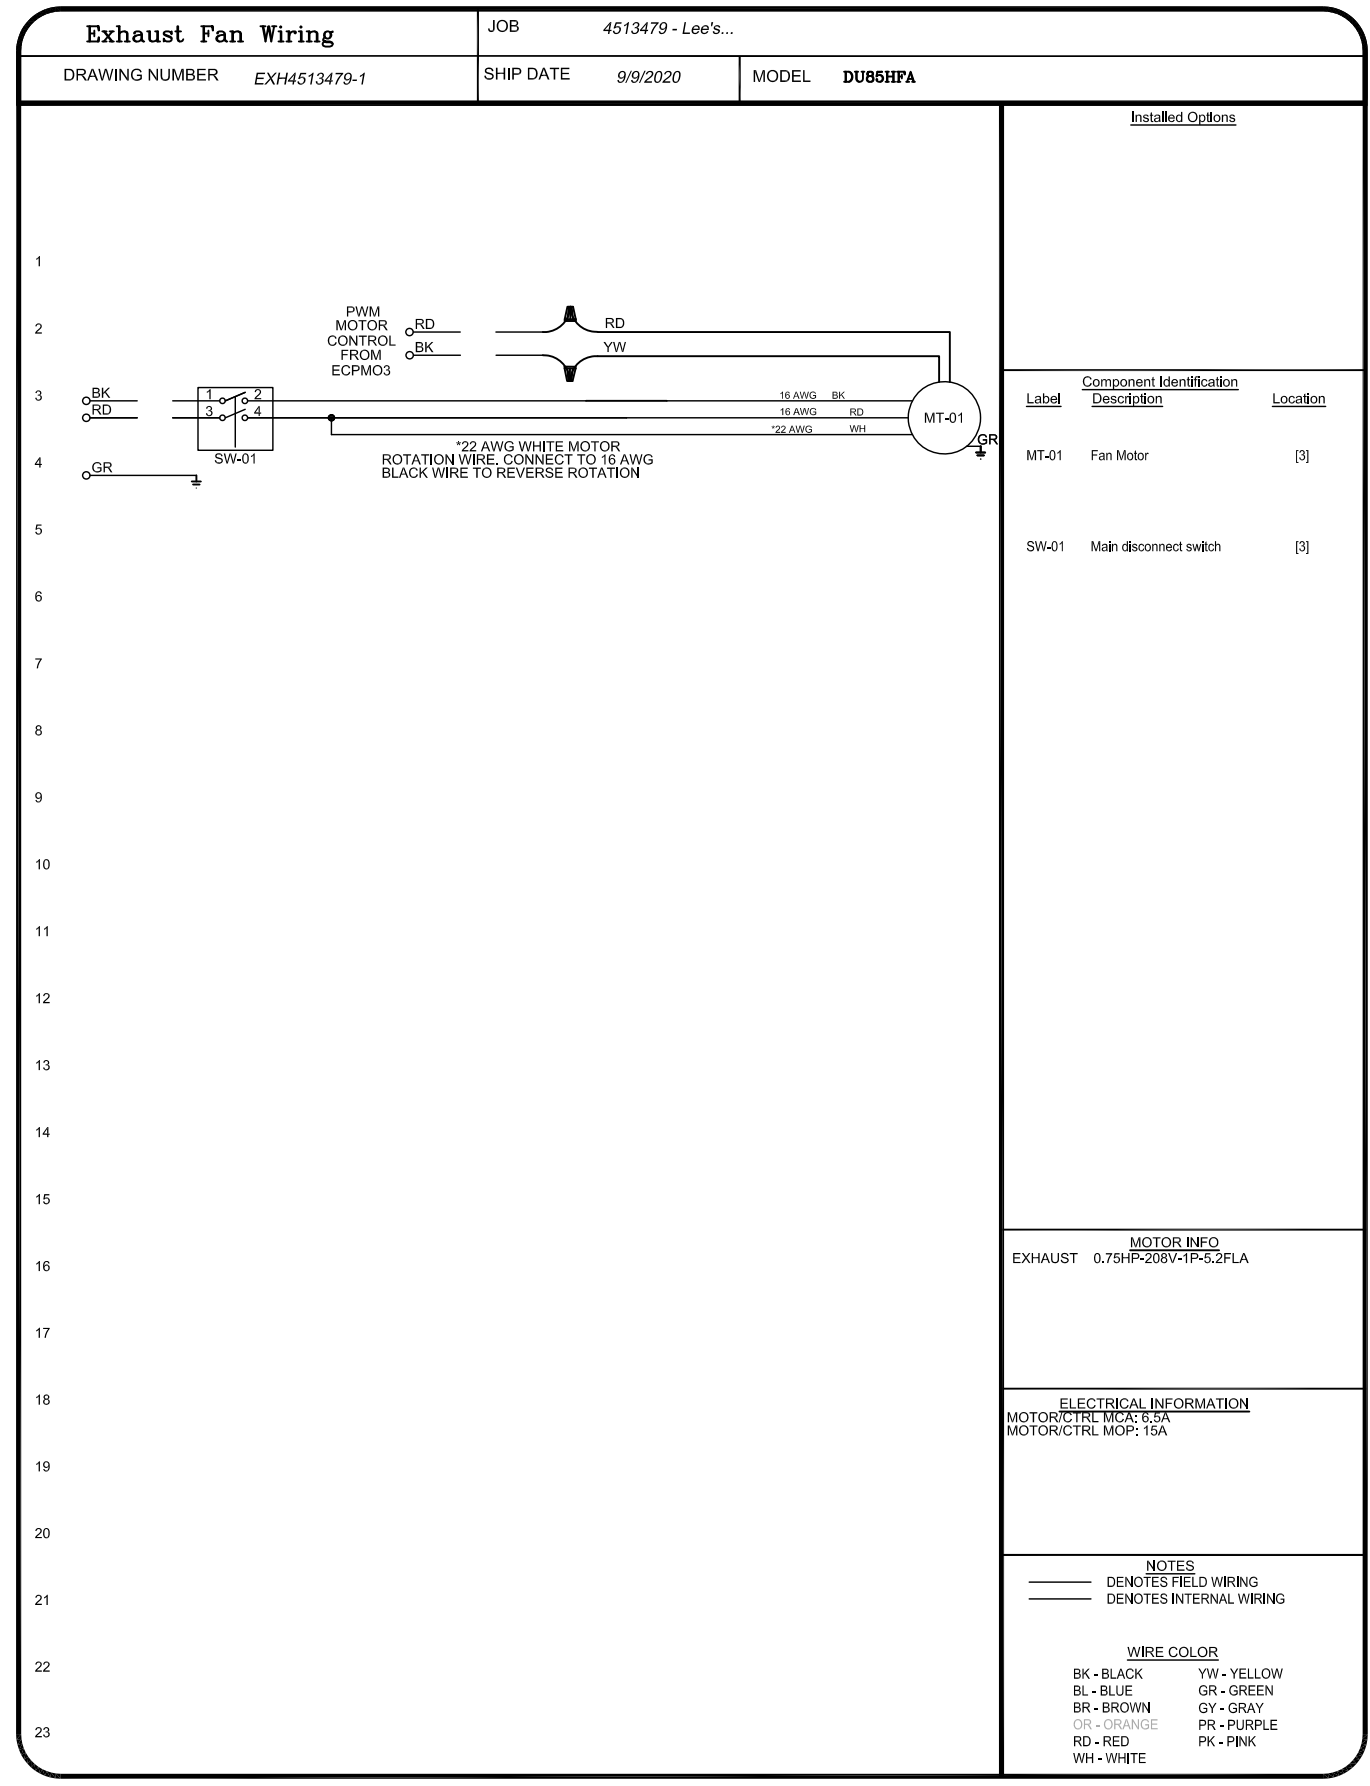 Exhaust Fan Wiring
JOB 4513479 - Lee's...
DRAWING NUMBER EXH4513479-1
SHIP DATE 9/9/2020
MODEL DU85HFA
Installed Options
1
2
3
4
5
6
7
8
9
10
11
12
13
14
15
16
17
18
19
20
21
22
23
PWM
MOTOR
CONTROL
FROM
ECPMO3
RD
BK
RD
YW
BK
RD
1 2
3 4
SW-01
GR
16 AWG BK
16 AWG RD
*22 AWG WH
MT-01
GR
*22 AWG WHITE MOTOR
ROTATION WIRE. CONNECT TO 16 AWG
BLACK WIRE TO REVERSE ROTATION
Component Identification
Label Description Location
MT-01 Fan Motor [3]
SW-01 Main disconnect switch [3]
MOTOR INFO
EXHAUST 0.75HP-208V-1P-5.2FLA
ELECTRICAL INFORMATION
MOTOR/CTRL MCA: 6.5A
MOTOR/CTRL MOP: 15A
NOTES
DENOTES FIELD WIRING
DENOTES INTERNAL WIRING
WIRE COLOR
BK - BLACK YW - YELLOW
BL - BLUE GR - GREEN
BR - BROWN GY - GRAY
OR - ORANGE PR - PURPLE
RD - RED PK - PINK
WH - WHITE